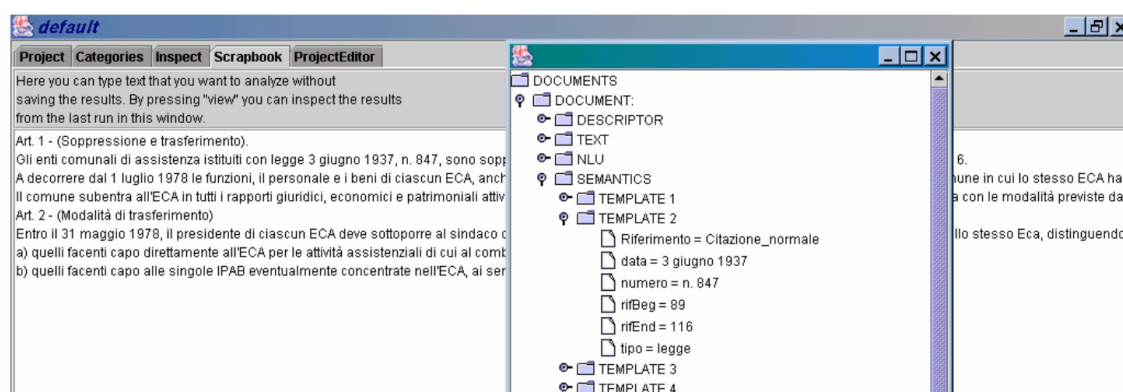 default
Project Categories Inspect Scrapbook ProjectEditor
Here you can type text that you want to analyze without
saving the results. By pressing "view" you can inspect the results
from the last run in this window.
Art. 1 - (Soppressione e trasferimento).
Gli enti comunali di assistenza istituiti con legge 3 giugno 1937, n. 847, sono sopp
6.
A decorrere dal 1 luglio 1978 le funzioni, il personale e i beni di ciascun ECA, anch
une in cui lo stesso ECA ha
Il comune subentra all'ECA in tutti i rapporti giuridici, economici e patrimoniali attiv
a con le modalità previste da
Art. 2 - (Modalità di trasferimento)
Entro il 31 maggio 1978, il presidente di ciascun ECA deve sottoporre al sindaco
llo stesso Eca, distinguendo
a) quelli facenti capo direttamente all'ECA per le attività assistenziali di cui al comb
b) quelli facenti capo alle singole IPAB eventualmente concentrate nell'ECA, ai ser
DOCUMENTS
DOCUMENT:
DESCRIPTOR
TEXT
NLU
SEMANTICS
TEMPLATE 1
TEMPLATE 2
Riferimento = Citazione_normale
data = 3 giugno 1937
numero = n. 847
rifBeg = 89
rifEnd = 116
tipo = legge
TEMPLATE 3
TEMPLATE 4